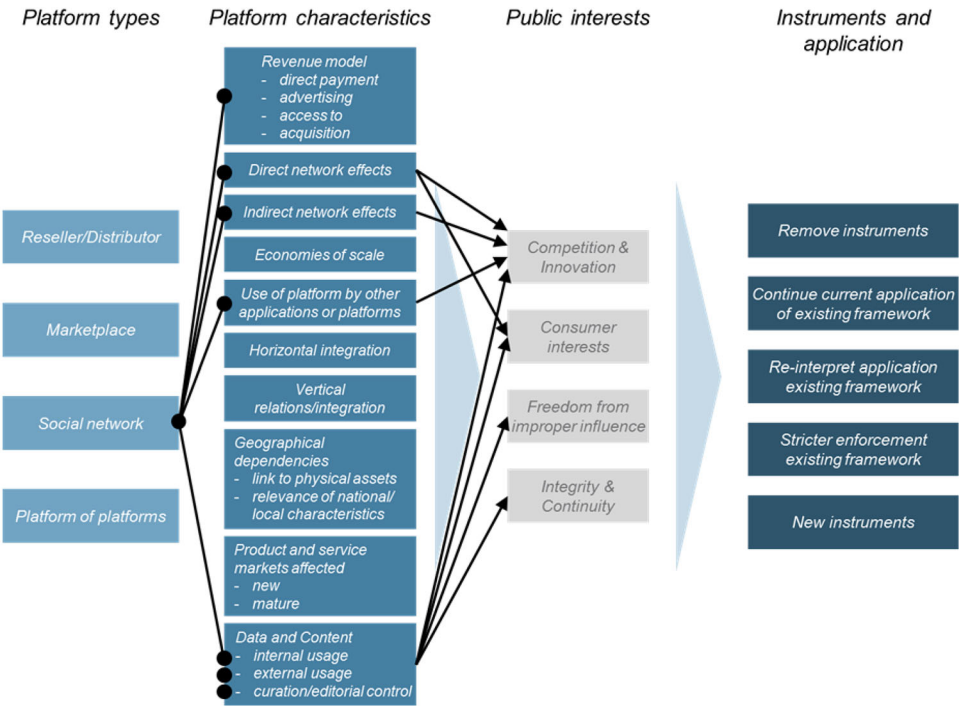 Platform types
Platform characteristics
Public interests
Instruments and
application
Reseller/Distributor
Marketplace
Social network
Platform of platforms
Revenue model
- direct payment
- advertising
- access to
- acquisition
Direct network effects
Indirect network effects
Economies of scale
Use of platform by other
applications or platforms
Horizontal integration
Vertical
relations/integration
Geographical
dependencies
- link to physical assets
- relevance of national/
local characteristics
Product and service
markets affected
- new
- mature
Data and Content
- internal usage
- external usage
- curation/editorial control
Competition &
Innovation
Consumer
interests
Freedom from
improper influence
Integrity &
Continuity
Remove instruments
Continue current application
of existing framework
Re-interpret application
existing framework
Stricter enforcement
existing framework
New instruments